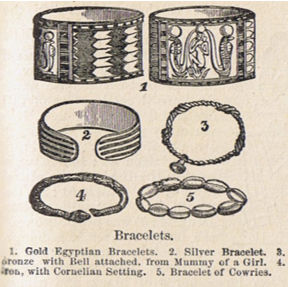 1
2
3
4
5
Bracelets.
1. Gold Egyptian Bracelets. 2. Silver Bracelet. 3.
Bronze with Bell attached, from Mummy of a Girl. 4.
Iron, with Cornelian Setting. 5. Bracelet of Cowries.